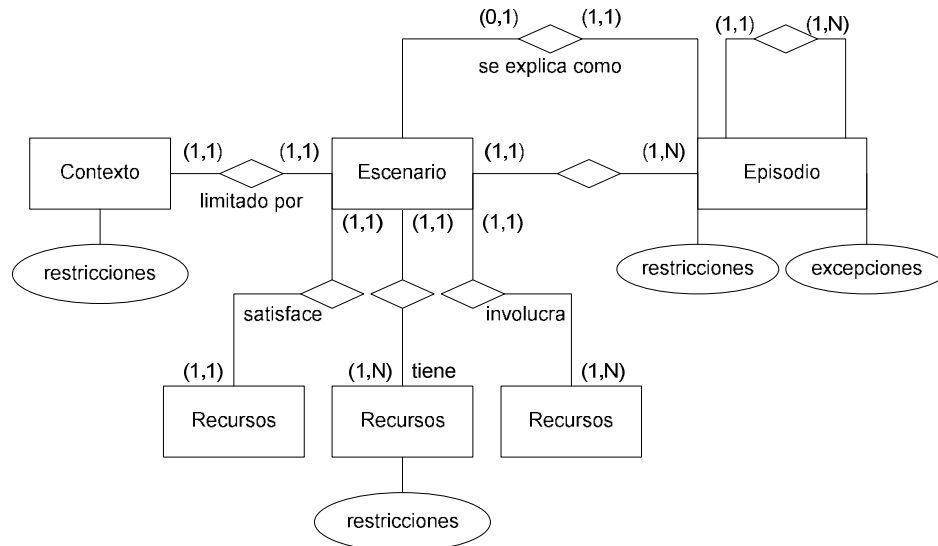 (0,1)
(1,1)
se explica como
(1,1)
(1,N)
Contexto
(1,1)
(1,1)
limitado por
Escenario
(1,1)
(1,N)
Episodio
restricciones
(1,1)
(1,1)
(1,1)
restricciones
excepciones
satisface
involucra
(1,1)
(1,N)
tiene
(1,N)
Recursos
Recursos
Recursos
restricciones